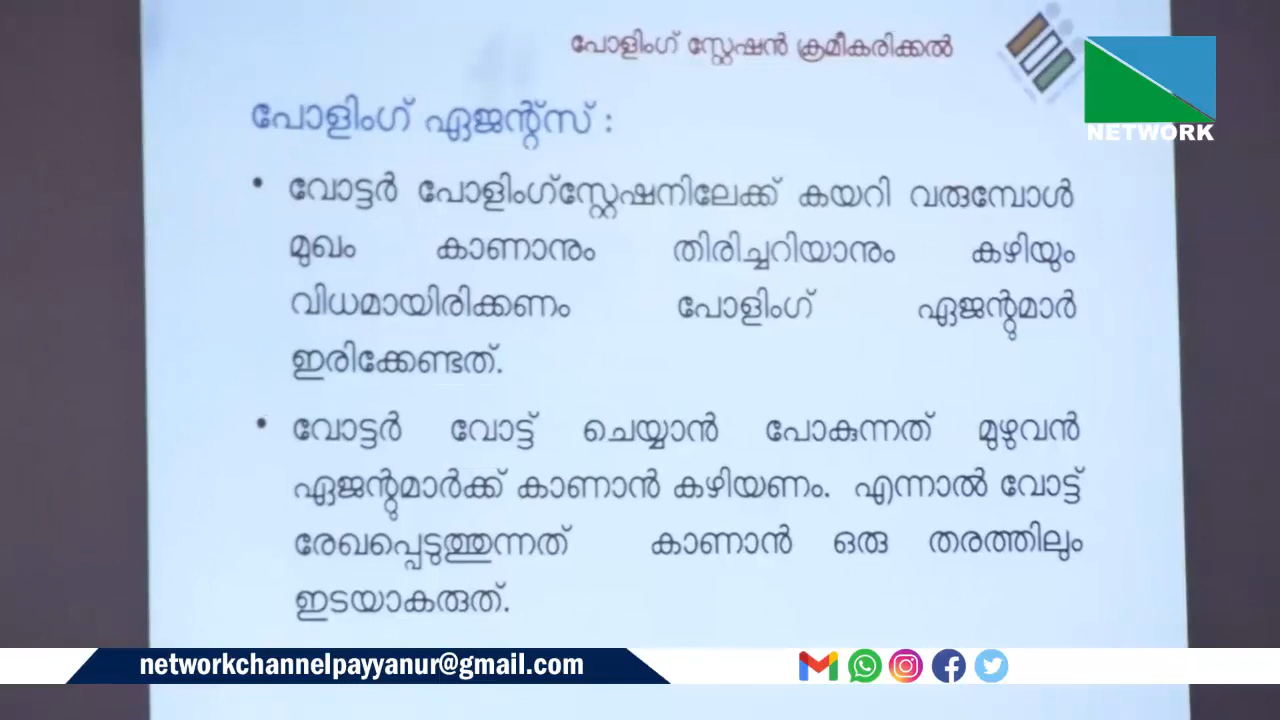 പോളിംഗ് സ്റ്റേഷൻ ക്രമീകരിക്കൽ
NETWORK
പോളിംഗ് ഏജന്റ്സ് :
• വോട്ടർ പോളിംഗ്സ്റ്റേഷനിലേക്ക് കയറി വരുമ്പോൾ
മുഖം കാണാനും തിരിച്ചറിയാനും കഴിയും
വിധമായിരിക്കണം പോളിംഗ് ഏജന്റുമാർ
ഇരിക്കേണ്ടത്.
• വോട്ടർ വോട്ട് ചെയ്യാൻ പോകുന്നത് മുഴുവൻ
ഏജന്റുമാർക്ക് കാണാൻ കഴിയണം. എന്നാൽ വോട്ട്
രേഖപ്പെടുത്തുന്നത് കാണാൻ ഒരു തരത്തിലും
ഇടയാകരുത്.
networkchannelpayyanur@gmail.com